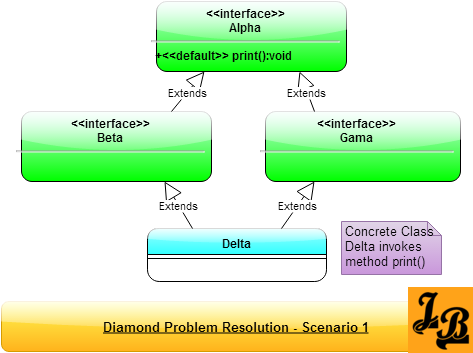 <<interface>>
Alpha
+<<default>> print():void
Extends
Extends
<<interface>>
Beta
<<interface>>
Gama
Extends
Extends
Delta
Concrete Class
Delta invokes
method print()
Diamond Problem Resolution - Scenario 1
JB